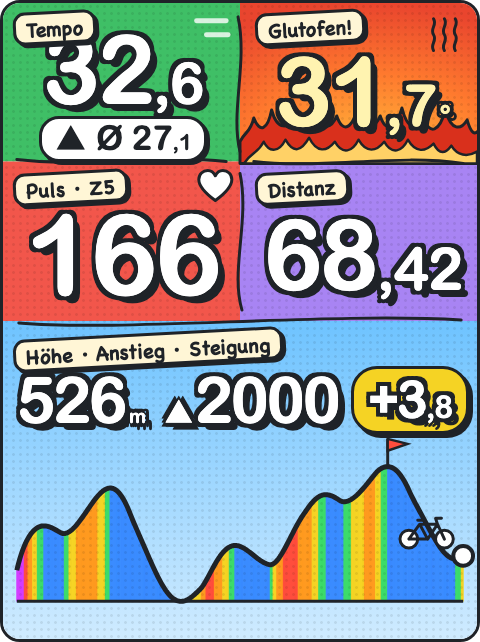 Tempo
32,6
▲ Ø 27,1
Glutofen!
31,7°
Puls · Z5
166
Distanz
68,42
Höhe · Anstieg · Steigung
526m ▲2000 +3,8